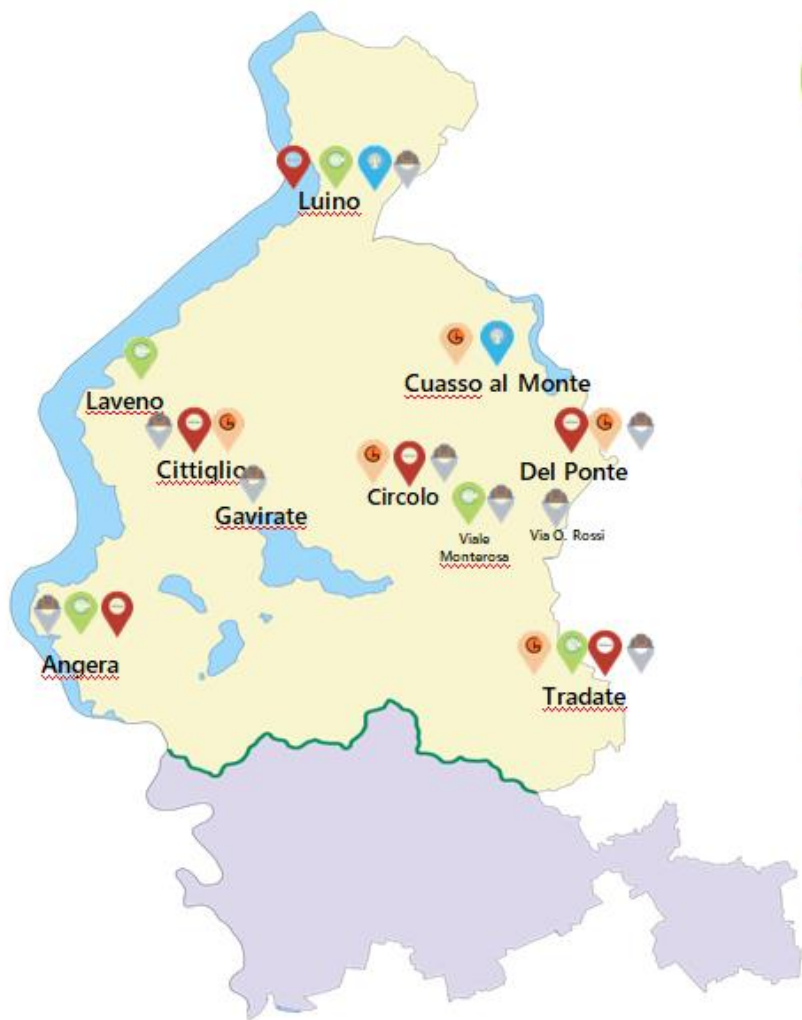 Luino
Cuasso al Monte
Laveno
Cittiglio
Del Ponte
Circolo
Gavirate
Viale
Monterosa
Via O. Rossi
Angera
Tradate